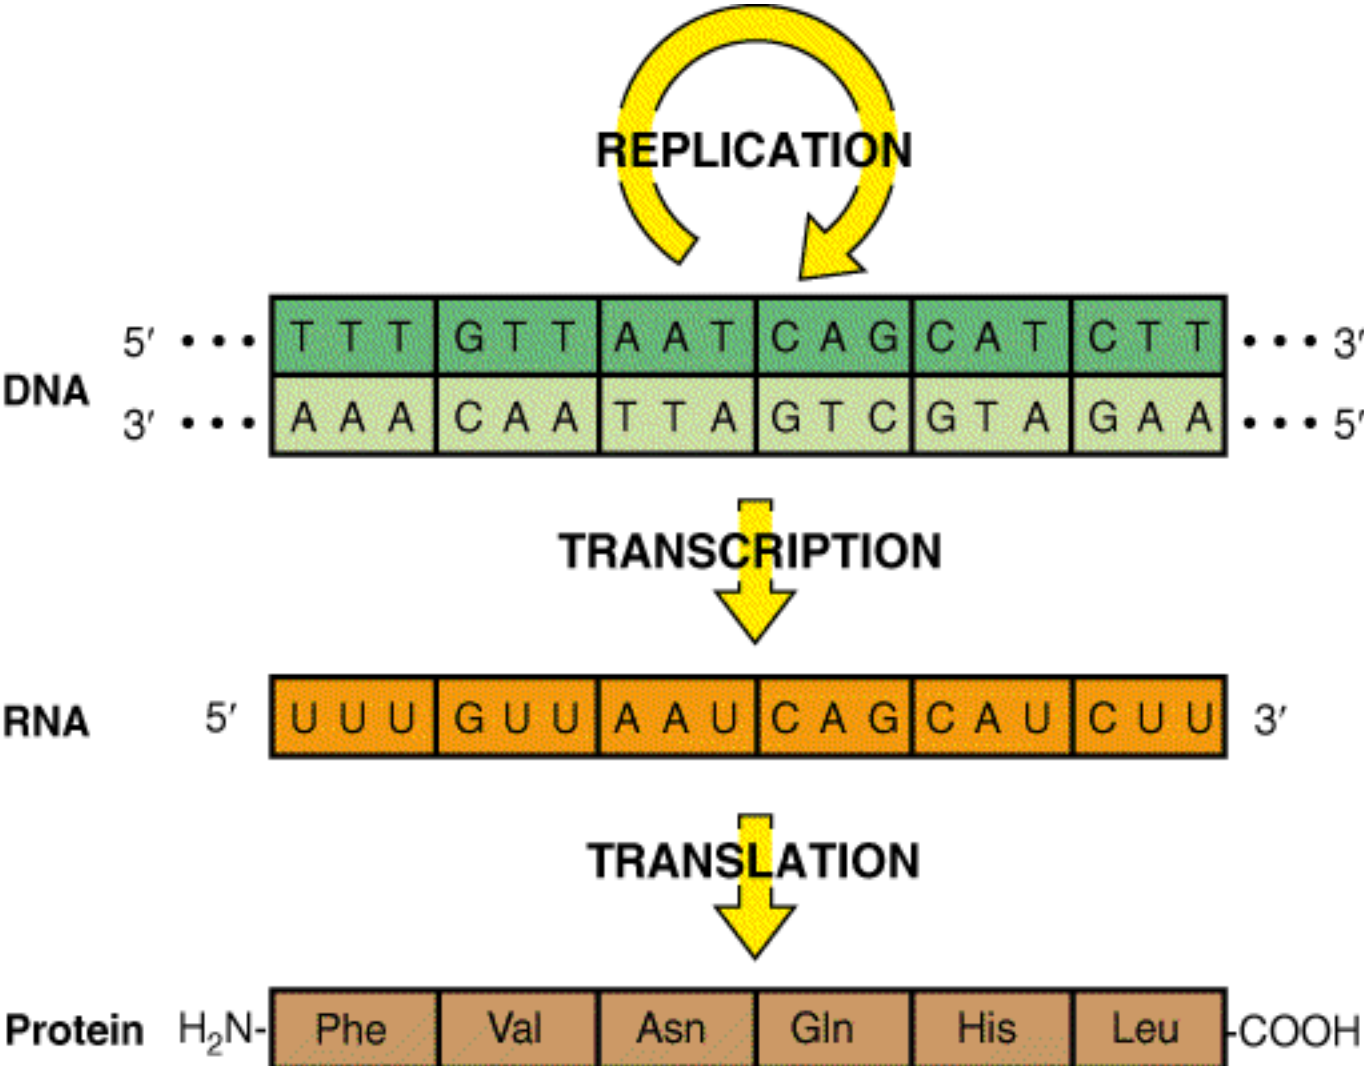 REPLICATION
5′ ••• T T T G T T A A T C A G C A T C T T ••• 3′
DNA
3′ ••• A A A C A A T T A G T C G T A G A A ••• 5′
TRANSCRIPTION
RNA 5′ U U U G U U A A U C A G C A U C U U 3′
TRANSLATION
Protein H₂N- Phe Val Asn Gln His Leu -COOH